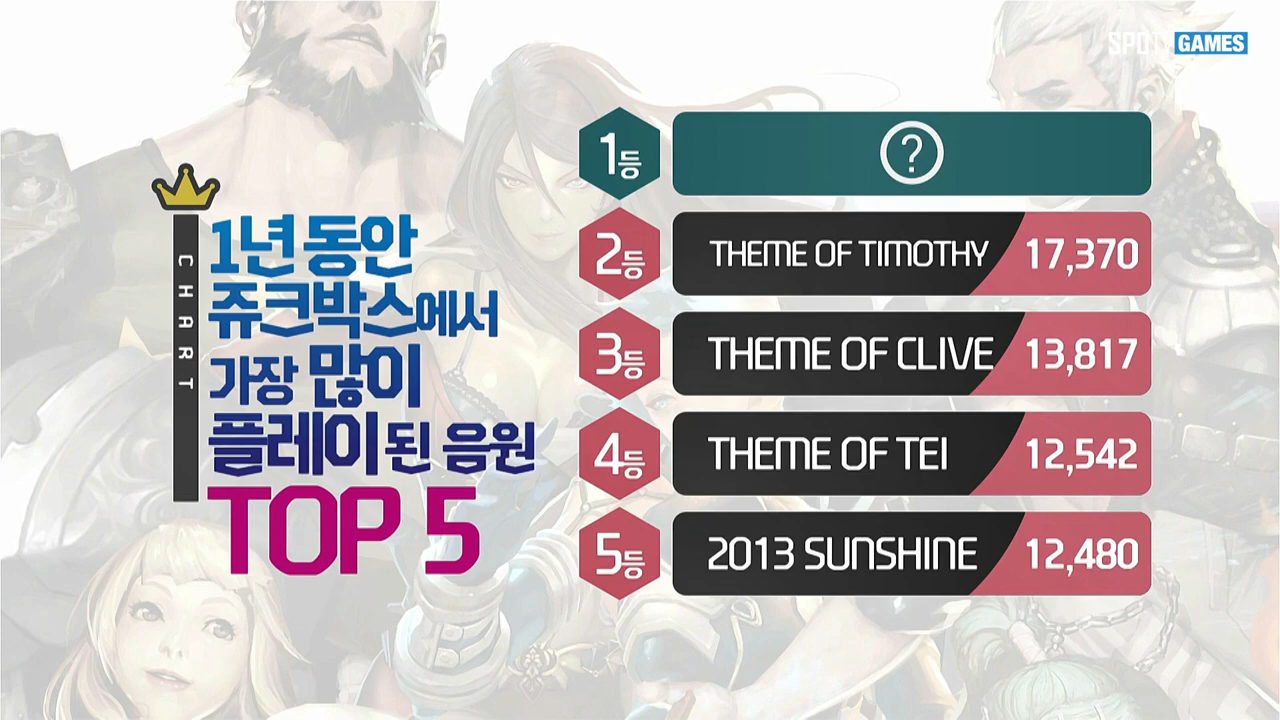 SPOTV GAMES
CHART
1년 동안
쥬크박스에서
가장 많이
플레이 된 음원
TOP 5
1등
?
2등 THEME OF TIMOTHY 17,370
3등 THEME OF CLIVE 13,817
4등 THEME OF TEI 12,542
5등 2013 SUNSHINE 12,480